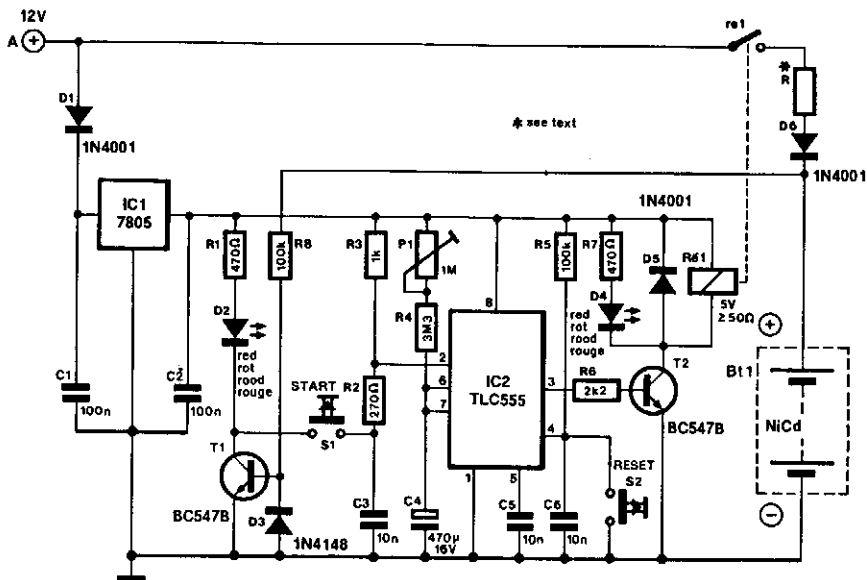 12V
A
re1
D1
1N4001
* see text
*
R
D6
1N4001
IC1
7805
1N4001
R1
470Ω
R8
100k
R3
1k
P1
1M
R5
100k
R7
470Ω
D5
Ré1
5V
≥50Ω
D2
red
rot
rood
rouge
R4
3M3
8
D4
red
rot
rood
rouge
C1
100n
C2
100n
START
S1
R2
270Ω
2
6
7
IC2
TLC555
3
R6
2k2
T2
BC547B
Bt1
+
NiCd
−
T1
BC547B
4
RESET
S2
1
5
D3
1N4148
C3
10n
C4
470µ
16V
C5
10n
C6
10n